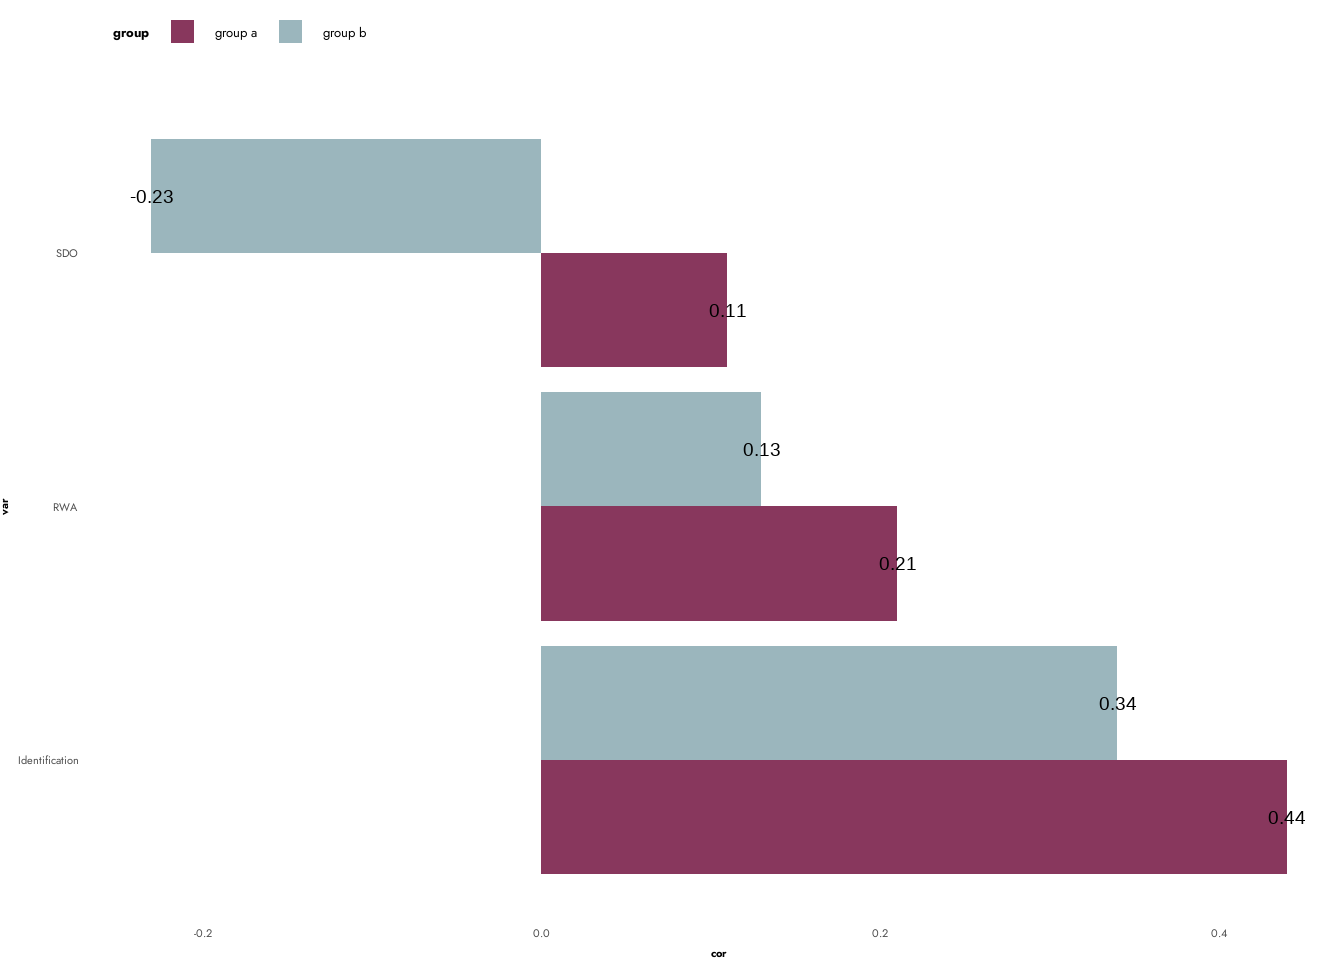 group group a group b
-0.23
SDO
0.11
0.13
var
RWA
0.21
0.34
Identification
0.44
-0.2 0.0 0.2 0.4
cor